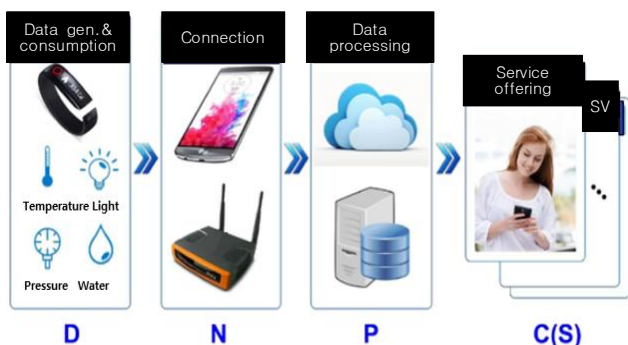 Data gen.&
consumption
Connection
Data
processing
Service
offering
SV
Temperature Light
Pressure Water
D
N
P
C(S)